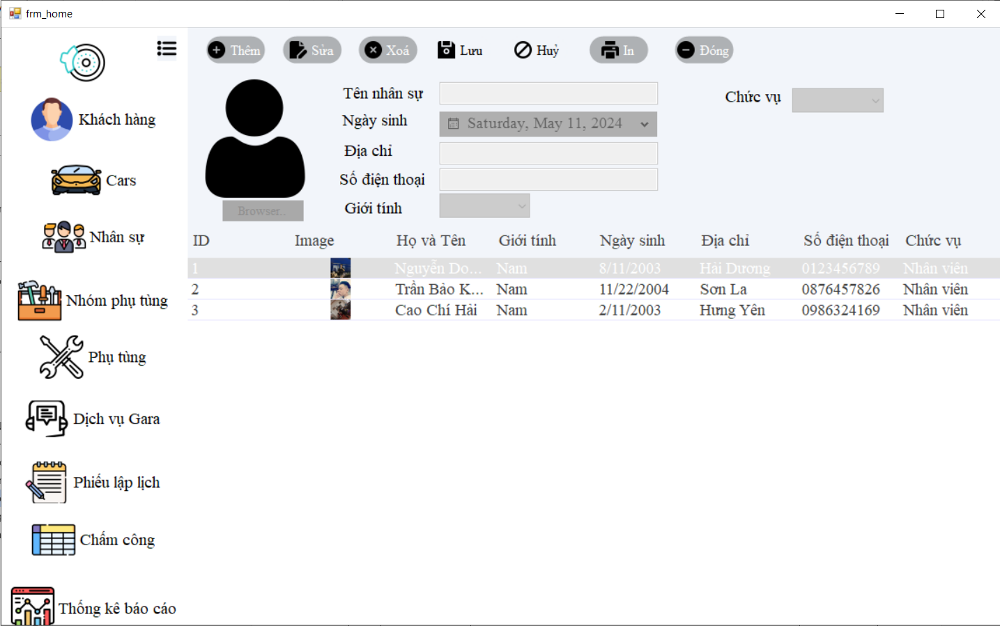 frm_home
Thêm Sửa Xoá Lưu Huỷ In Đóng
Khách hàng
Cars
Nhân sự
Nhóm phụ tùng
Phụ tùng
Dịch vụ Gara
Phiếu lập lịch
Chấm công
Thống kê báo cáo
Tên nhân sự
Chức vụ
Ngày sinh Saturday, May 11, 2024
Địa chỉ
Số điện thoại
Giới tính
Browser..
ID Image Họ và Tên Giới tính Ngày sinh Địa chỉ Số điện thoại Chức vụ
1 Nguyễn Do... Nam 8/11/2003 Hải Dương 0123456789 Nhân viên
2 Trần Bảo K... Nam 11/22/2004 Sơn La 0876457826 Nhân viên
3 Cao Chí Hải Nam 2/11/2003 Hưng Yên 0986324169 Nhân viên